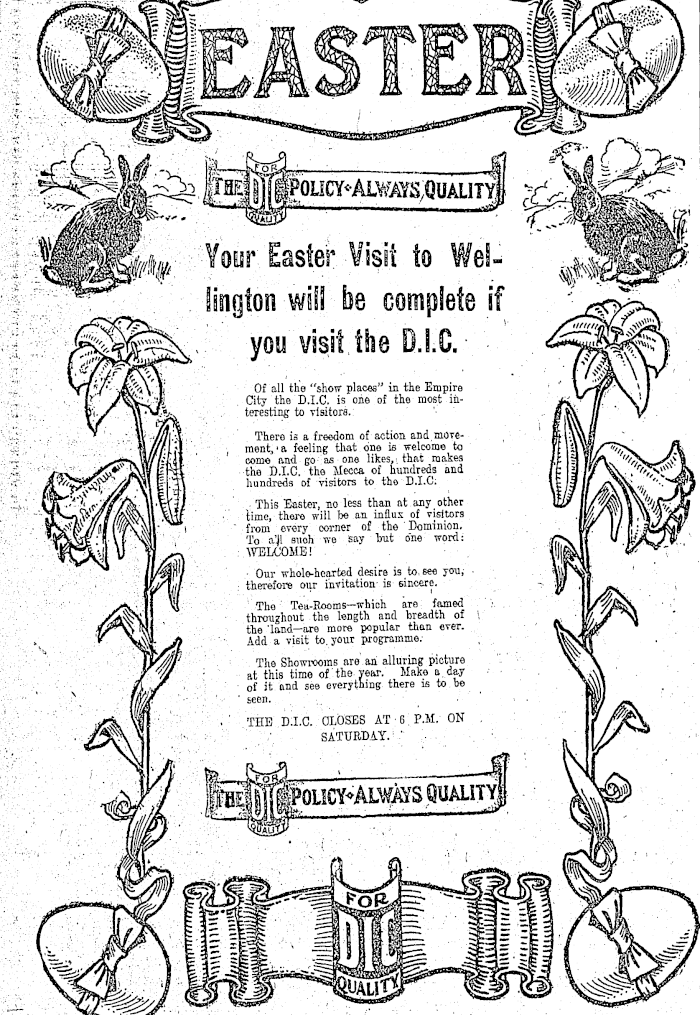 EASTER
THE FOR DIC QUALITY POLICY ALWAYS QUALITY
Your Easter Visit to Wel-
lington will be complete if
you visit the D.I.C.
Of all the "show places" in the Empire
City the D.I.C. is one of the most in-
teresting to visitors.
There is a freedom of action and move-
ment, a feeling that one is welcome to
come and go as one likes, that makes
the D.I.C. the Mecca of hundreds and
hundreds of visitors to the D.I.C.
This Easter, no less than at any other
time, there will be an influx of visitors
from every corner of the Dominion.
To all such we say but one word:
WELCOME!
Our whole-hearted desire is to see you,
therefore our invitation is sincere.
The Tea-Rooms—which are famed
throughout the length and breadth of
the land—are more popular than ever.
Add a visit to your programme.
The Showrooms are an alluring picture
at this time of the year. Make a day
of it and see everything there is to be
seen.
THE D.I.C. CLOSES AT 6 P.M. ON
SATURDAY.
THE FOR DIC QUALITY POLICY ALWAYS QUALITY
FOR
DIC
QUALITY